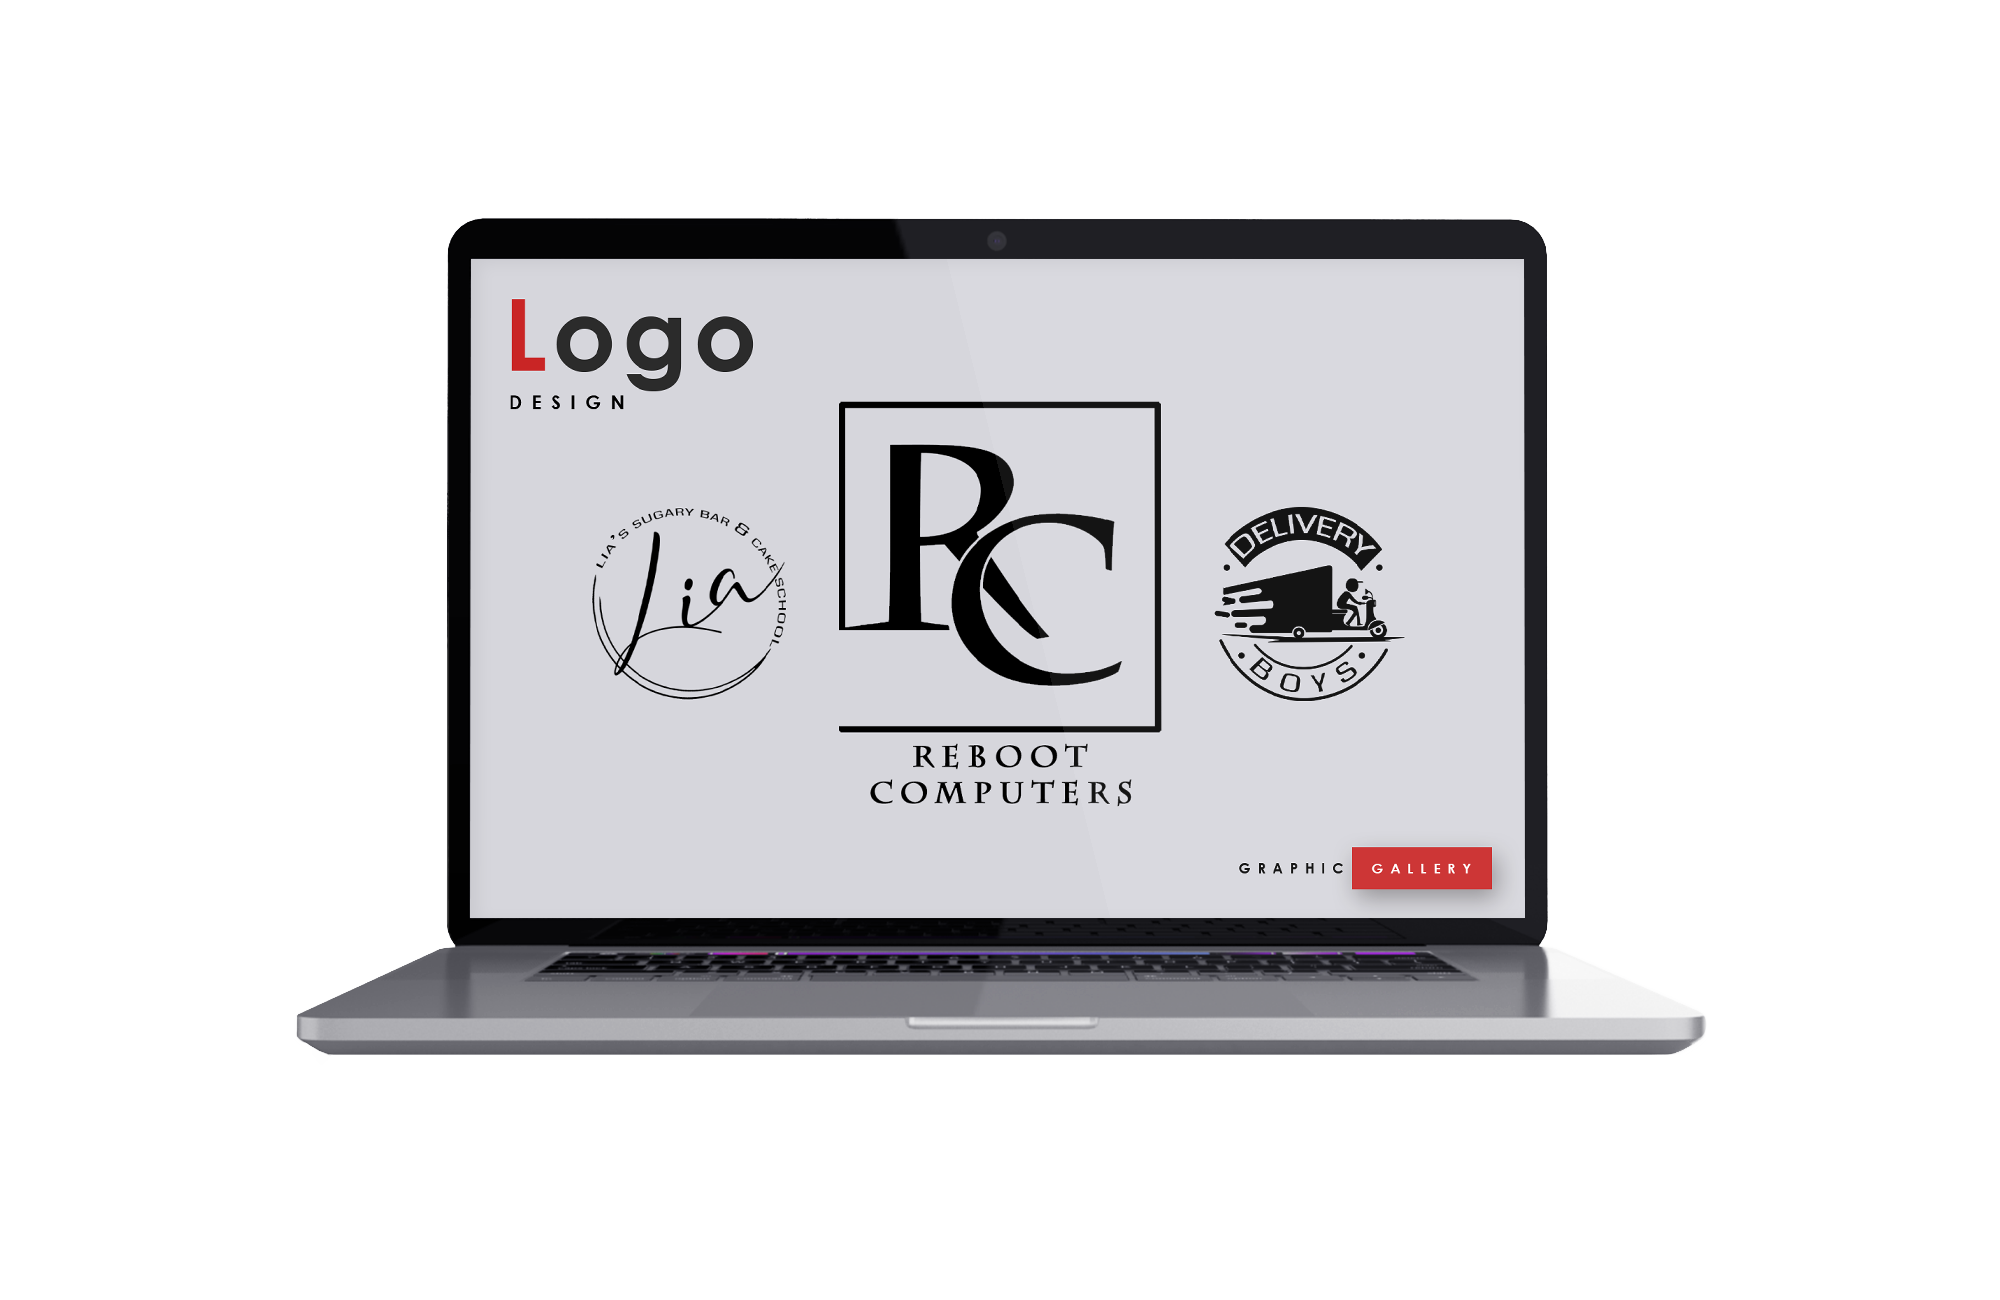 Logo
DESIGN
LIA'S SUGARY BAR & CAKE SCHOOL
Lia
RC
REBOOT
COMPUTERS
DELIVERY
BOYS
GRAPHIC GALLERY